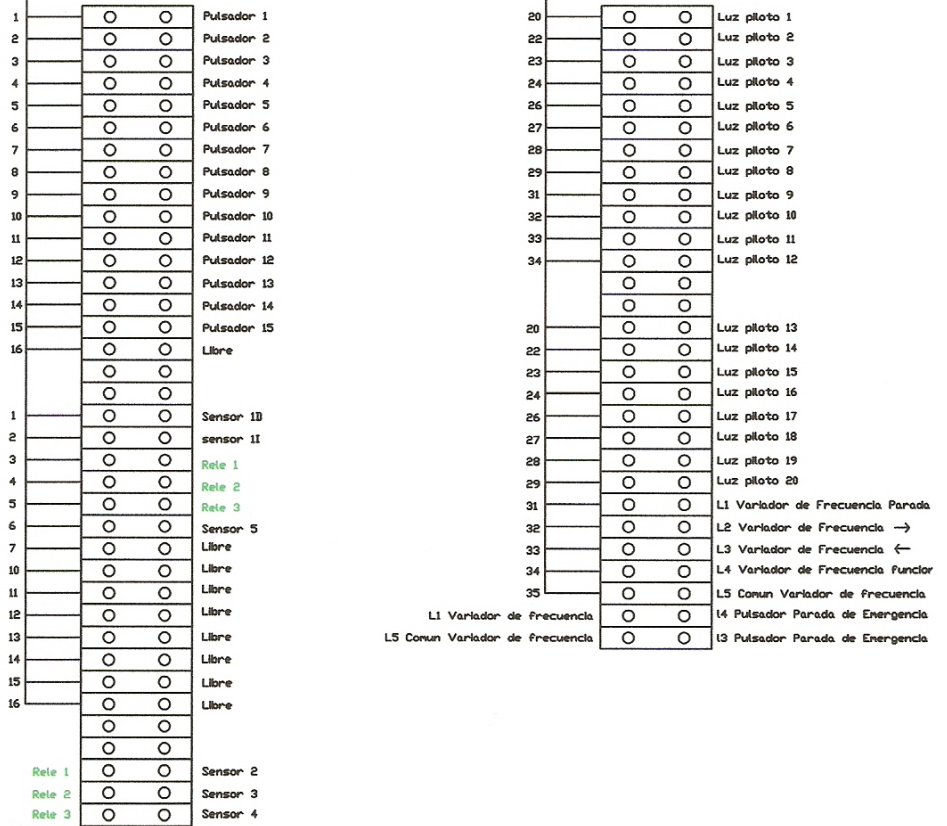 1 Pulsador 1
2 Pulsador 2
3 Pulsador 3
4 Pulsador 4
5 Pulsador 5
6 Pulsador 6
7 Pulsador 7
8 Pulsador 8
9 Pulsador 9
10 Pulsador 10
11 Pulsador 11
12 Pulsador 12
13 Pulsador 13
14 Pulsador 14
15 Pulsador 15
16 Libre
1 Sensor 1D
2 sensor 1I
3 Rele 1
4 Rele 2
5 Rele 3
6 Sensor 5
7 Libre
10 Libre
11 Libre
12 Libre
13 Libre
14 Libre
15 Libre
16 Libre
Rele 1 Sensor 2
Rele 2 Sensor 3
Rele 3 Sensor 4
20 Luz piloto 1
22 Luz piloto 2
23 Luz piloto 3
24 Luz piloto 4
26 Luz piloto 5
27 Luz piloto 6
28 Luz piloto 7
29 Luz piloto 8
31 Luz piloto 9
32 Luz piloto 10
33 Luz piloto 11
34 Luz piloto 12
20 Luz piloto 13
22 Luz piloto 14
23 Luz piloto 15
24 Luz piloto 16
26 Luz piloto 17
27 Luz piloto 18
28 Luz piloto 19
29 Luz piloto 20
31 L1 Variador de Frecuencia Parada
32 L2 Variador de Frecuencia →
33 L3 Variador de Frecuencia ←
34 L4 Variador de Frecuencia funcior
35 L5 Comun Variador de frecuencia
L1 Variador de frecuencia l4 Pulsador Parada de Emergencia
L5 Comun Variador de frecuencia l3 Pulsador Parada de Emergencia